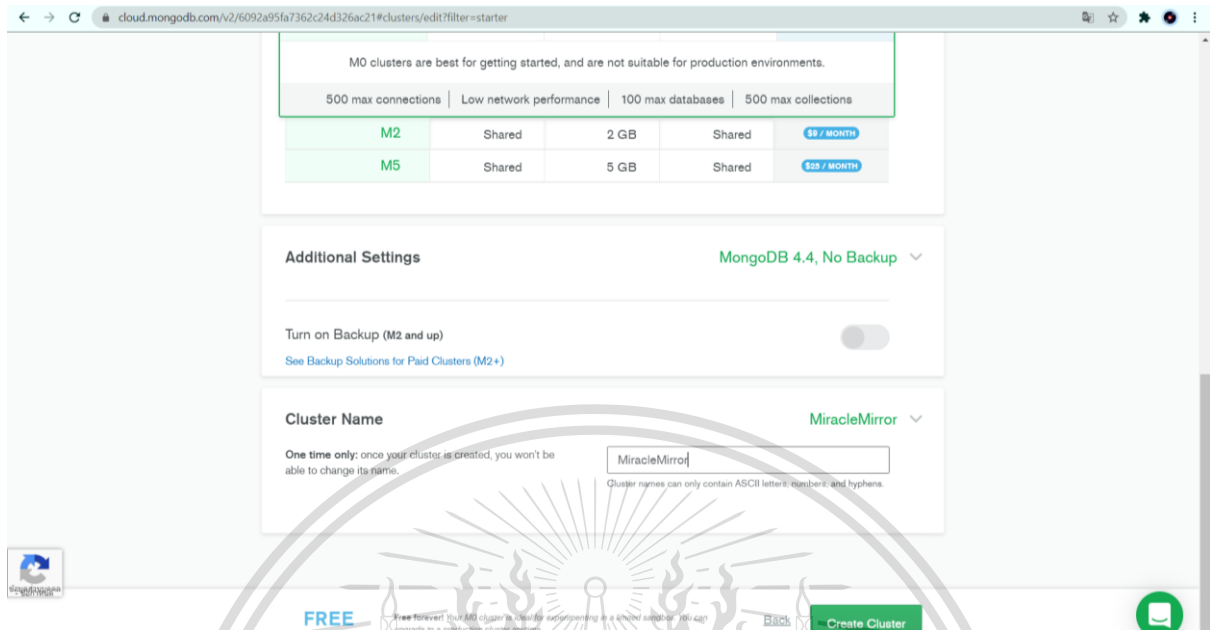 cloud.mongodb.com/v2/6092a95fa7362c24d326ac21#clusters/edit?filter=starter
M0 clusters are best for getting started, and are not suitable for production environments.
500 max connections | Low network performance | 100 max databases | 500 max collections
M2 Shared 2 GB Shared $9 / MONTH
M5 Shared 5 GB Shared $25 / MONTH
Additional Settings MongoDB 4.4, No Backup
Turn on Backup (M2 and up)
See Backup Solutions for Paid Clusters (M2+)
Cluster Name MiracleMirror
One time only: once your cluster is created, you won't be
able to change its name.
MiracleMirror
Cluster names can only contain ASCII letters, numbers, and hyphens.
FREE
Free forever! Your M0 cluster is ideal for experimenting in a limited sandbox. You can
Back
Create Cluster